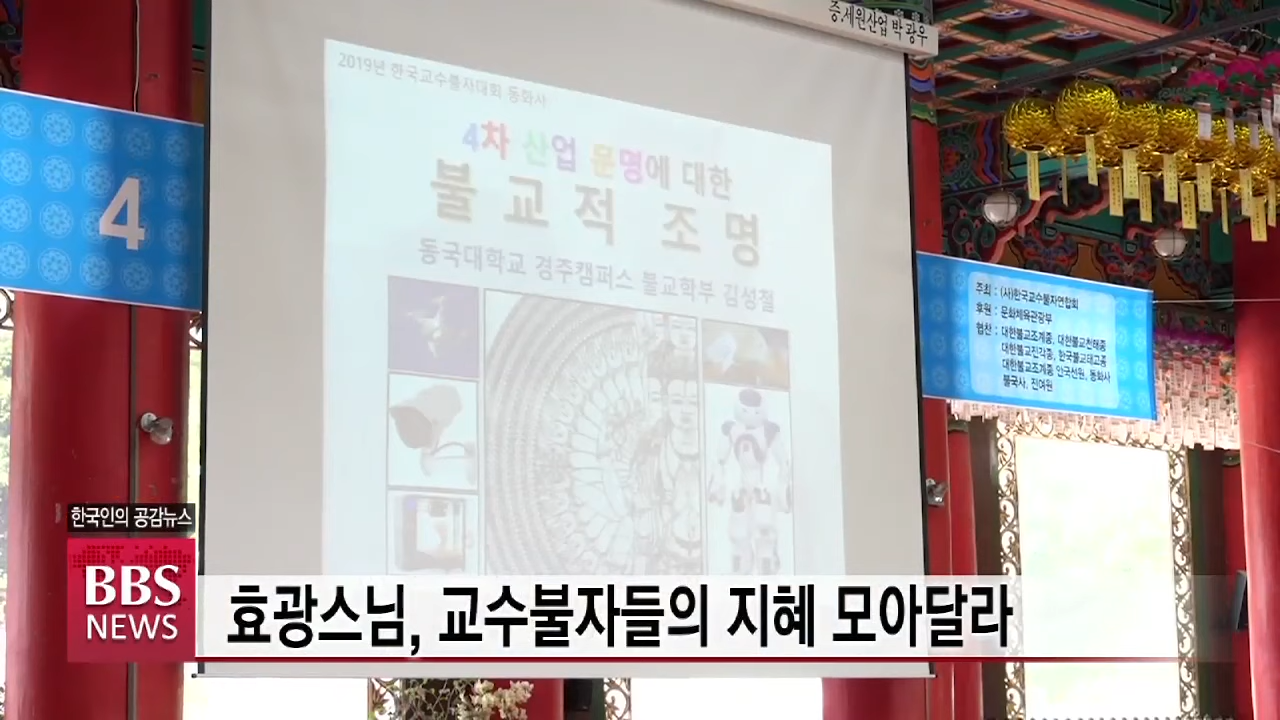 증.세원산업 박광우
2019년 한국교수불자대회 동화사
4차 산업 문명에 대한
불교적 조명
동국대학교 경주캠퍼스 불교학부 김성철
4
주최 : (사)한국교수불자연합회
후원 : 문화체육관광부
협찬 : 대한불교조계종, 대한불교천태종
대한불교진각종, 한국불교태고종
대한불교조계종 안국선원, 동화사
불국사, 진여원
한국인의 공감뉴스
BBS
NEWS
효광스님, 교수불자들의 지혜 모아달라